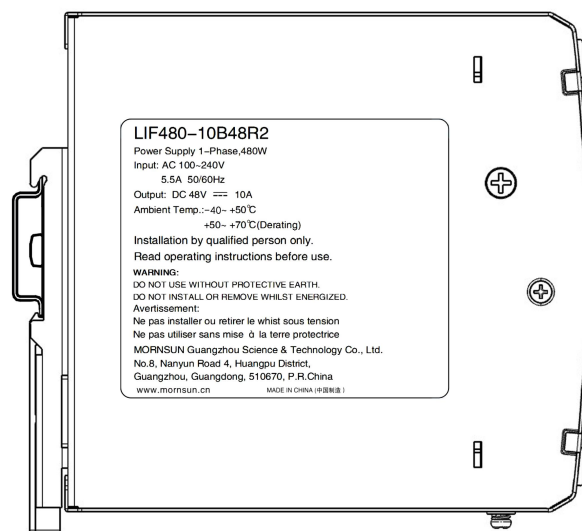 LIF480-10B48R2
Power Supply 1-Phase,480W
Input: AC 100~240V
5.5A 50/60Hz
Output: DC 48V ⎓ 10A
Ambient Temp.:-40~ +50℃
+50~ +70℃(Derating)
Installation by qualified person only.
Read operating instructions before use.
WARNING:
DO NOT USE WITHOUT PROTECTIVE EARTH.
DO NOT INSTALL OR REMOVE WHILST ENERGIZED.
Avertissement:
Ne pas installer ou retirer le whist sous tension
Ne pas utiliser sans mise à la terre protectrice
MORNSUN Guangzhou Science & Technology Co., Ltd.
No.8, Nanyun Road 4, Huangpu District,
Guangzhou, Guangdong, 510670, P.R.China
www.mornsun.cn MADE IN CHINA (中国制造)